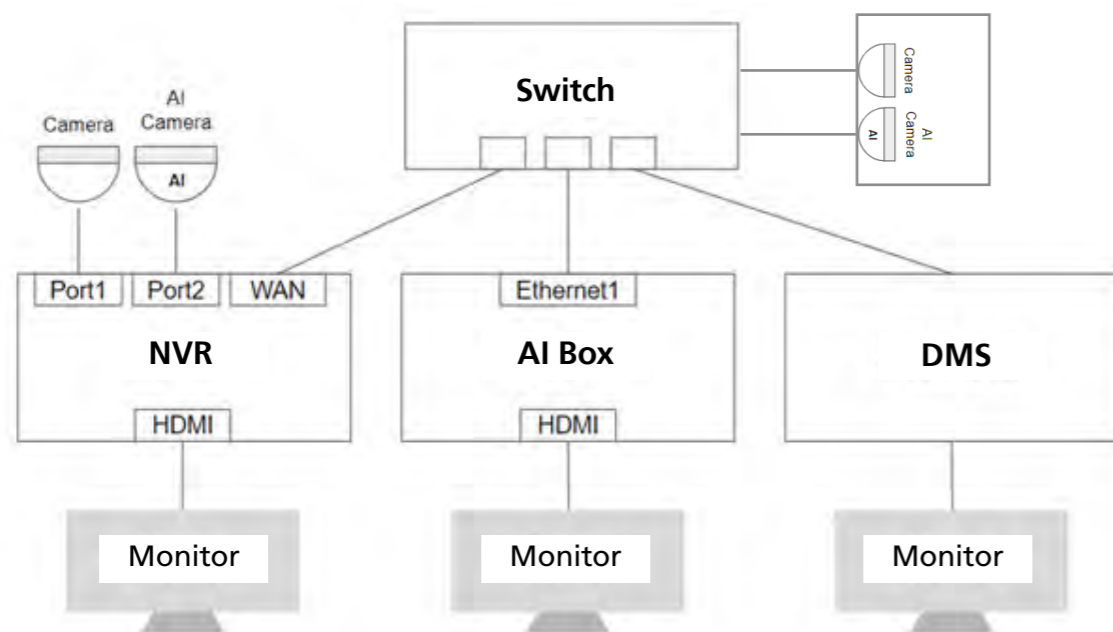 Switch
Camera
AI
Camera
AI
AI
Camera
Camera
AI
AI
Port1
Port2
WAN
Ethernet1
NVR
AI Box
DMS
HDMI
HDMI
Monitor
Monitor
Monitor